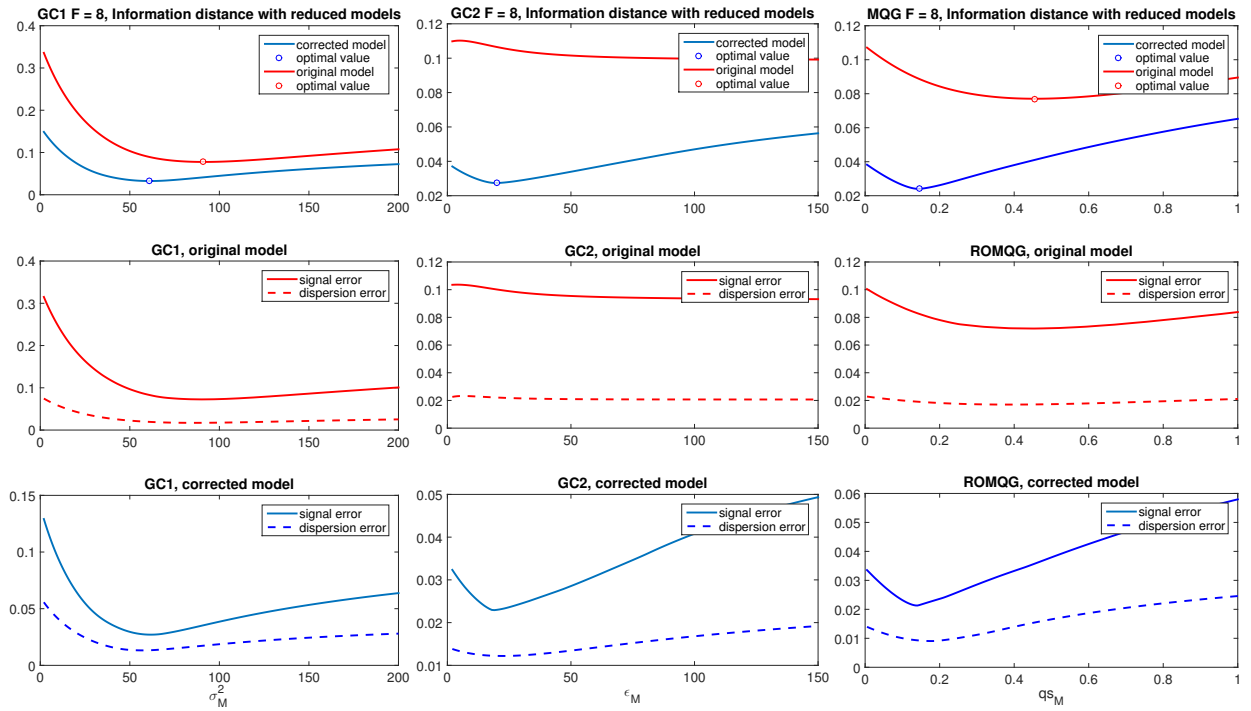 GC1 F = 8, Information distance with reduced models
0.4
0.3
0.2
0.1
0
0 50 100 150 200
corrected model
optimal value
original model
optimal value
GC2 F = 8, Information distance with reduced models
0.12
0.1
0.08
0.06
0.04
0.02
0 50 100 150
corrected model
optimal value
original model
optimal value
MQG F = 8, Information distance with reduced models
0.12
0.1
0.08
0.06
0.04
0.02
0 0.2 0.4 0.6 0.8 1
corrected model
optimal value
original model
optimal value
GC1, original model
0.4
0.3
0.2
0.1
0
0 50 100 150 200
signal error
dispersion error
GC2, original model
0.12
0.1
0.08
0.06
0.04
0.02
0
0 50 100 150
signal error
dispersion error
ROMQG, original model
0.12
0.1
0.08
0.06
0.04
0.02
0
0 0.2 0.4 0.6 0.8 1
signal error
dispersion error
GC1, corrected model
0.15
0.1
0.05
0
0 50 100 150 200
σ²_M
signal error
dispersion error
GC2, corrected model
0.05
0.04
0.03
0.02
0.01
0 50 100 150
ϵ_M
signal error
dispersion error
ROMQG, corrected model
0.06
0.05
0.04
0.03
0.02
0.01
0
0 0.2 0.4 0.6 0.8 1
qs_M
signal error
dispersion error